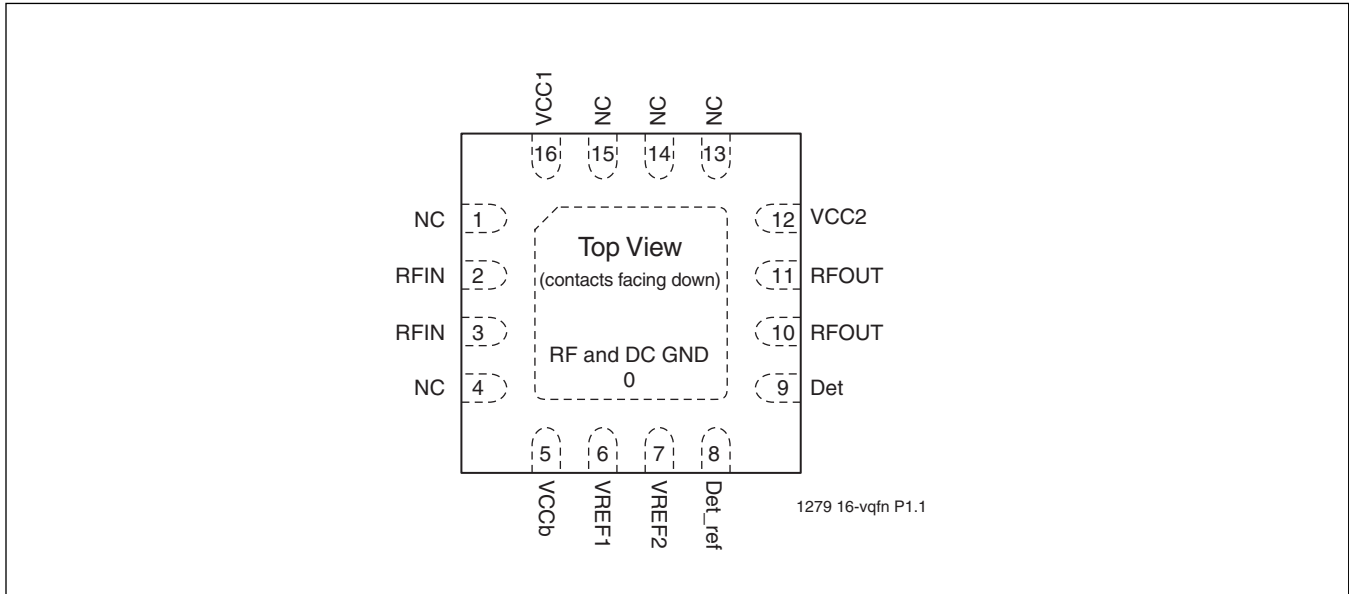 VCC1
NC
NC
NC
16
15
14
13
NC
1
12
VCC2
Top View
(contacts facing down)
RFIN
2
11
RFOUT
RFIN
3
10
RFOUT
RF and DC GND
0
NC
4
9
Det
5
6
7
8
VCCb
VREF1
VREF2
Det_ref
1279 16-vqfn P1.1